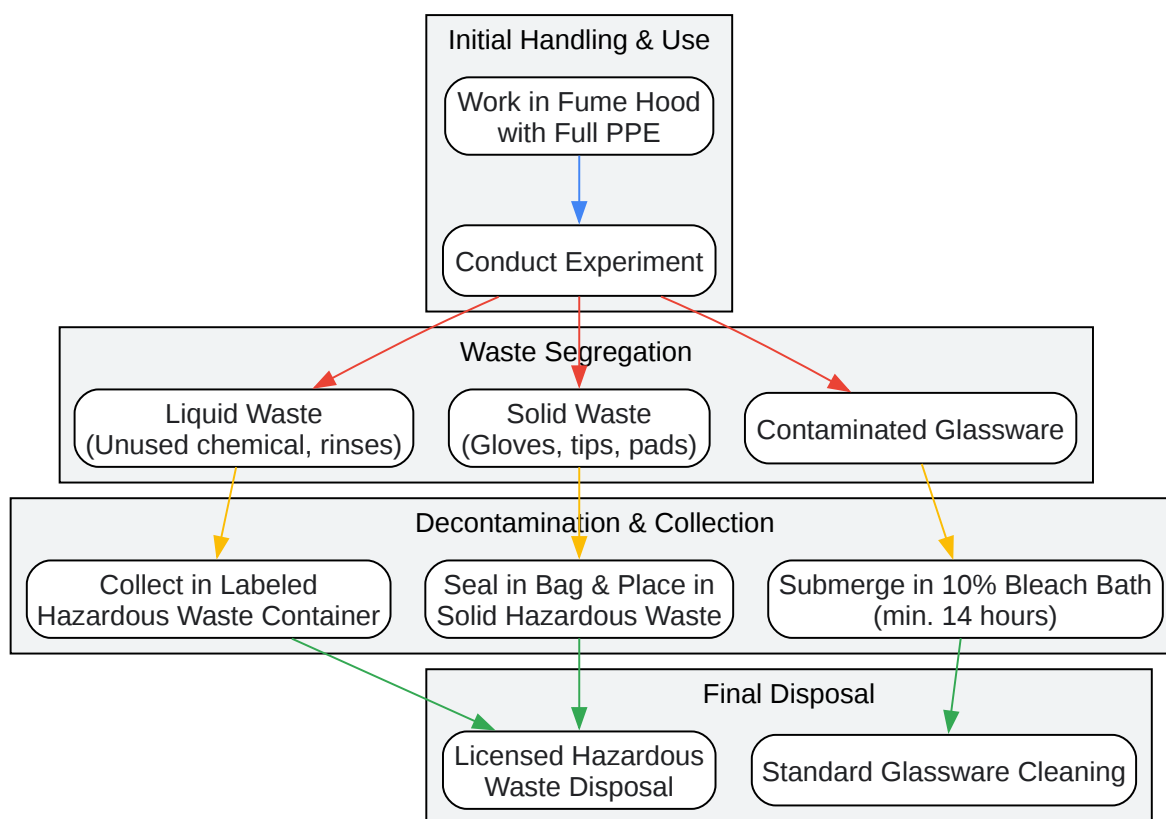 Initial Handling & Use
Work in Fume Hood
with Full PPE
Conduct Experiment
Waste Segregation
Liquid Waste
(Unused chemical, rinses)
Solid Waste
(Gloves, tips, pads)
Contaminated Glassware
Decontamination & Collection
Collect in Labeled
Hazardous Waste Container
Seal in Bag & Place in
Solid Hazardous Waste
Submerge in 10% Bleach Bath
(min. 14 hours)
Final Disposal
Licensed Hazardous
Waste Disposal
Standard Glassware Cleaning